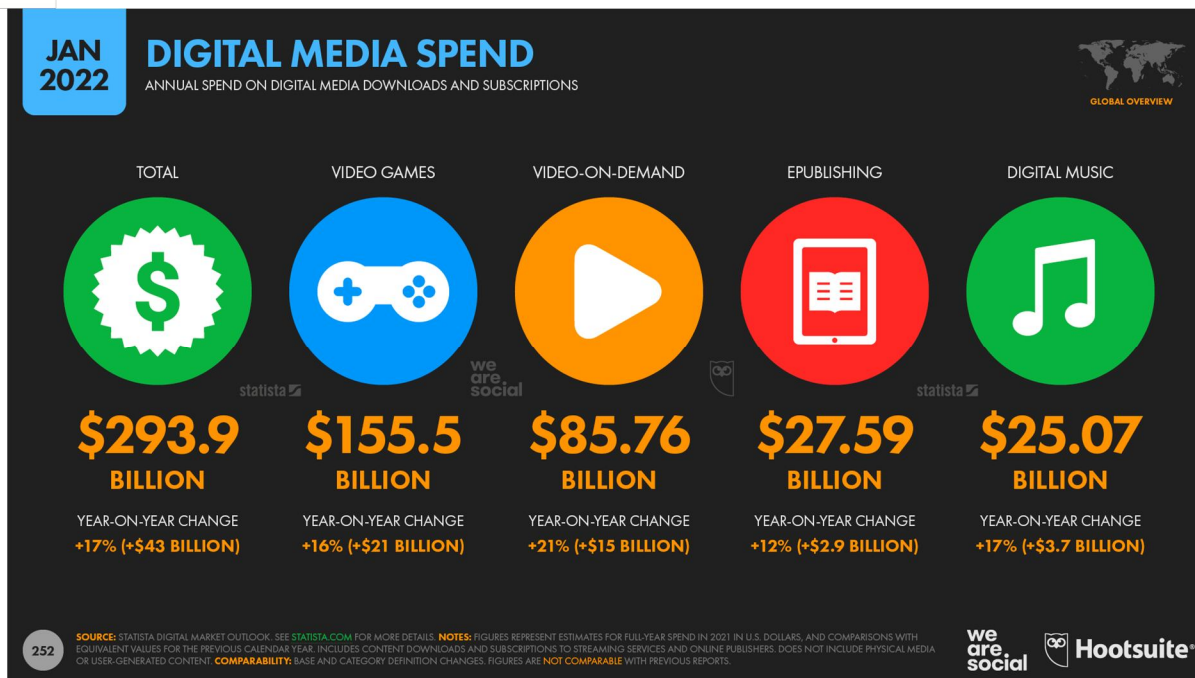 JAN
2022
DIGITAL MEDIA SPEND
ANNUAL SPEND ON DIGITAL MEDIA DOWNLOADS AND SUBSCRIPTIONS
GLOBAL OVERVIEW
TOTAL
VIDEO GAMES
VIDEO-ON-DEMAND
EPUBLISHING
DIGITAL MUSIC
$
statista
we
are.
social
statista
$293.9
BILLION
$155.5
BILLION
$85.76
BILLION
$27.59
BILLION
$25.07
BILLION
YEAR-ON-YEAR CHANGE
+17% (+$43 BILLION)
YEAR-ON-YEAR CHANGE
+16% (+$21 BILLION)
YEAR-ON-YEAR CHANGE
+21% (+$15 BILLION)
YEAR-ON-YEAR CHANGE
+12% (+$2.9 BILLION)
YEAR-ON-YEAR CHANGE
+17% (+$3.7 BILLION)
252
SOURCE: STATISTA DIGITAL MARKET OUTLOOK. SEE STATISTA.COM FOR MORE DETAILS. NOTES: FIGURES REPRESENT ESTIMATES FOR FULL-YEAR SPEND IN 2021 IN U.S. DOLLARS, AND COMPARISONS WITH
EQUIVALENT VALUES FOR THE PREVIOUS CALENDAR YEAR. INCLUDES CONTENT DOWNLOADS AND SUBSCRIPTIONS TO STREAMING SERVICES AND ONLINE PUBLISHERS. DOES NOT INCLUDE PHYSICAL MEDIA
OR USER-GENERATED CONTENT. COMPARABILITY: BASE AND CATEGORY DEFINITION CHANGES. FIGURES ARE NOT COMPARABLE WITH PREVIOUS REPORTS.
we
are.
social
Hootsuite®